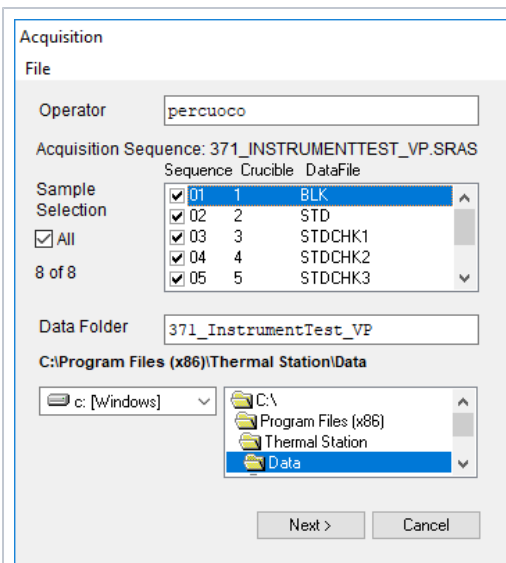 Acquisition
File
Operator percuoco
Acquisition Sequence: 371_INSTRUMENTTEST_VP.SRAS
Sequence Crucible DataFile
Sample Selection
All
8 of 8
01 1 BLK
02 2 STD
03 3 STDCHK1
04 4 STDCHK2
05 5 STDCHK3
Data Folder 371_InstrumentTest_VP
C:\Program Files (x86)\Thermal Station\Data
c: [Windows]
C:\
Program Files (x86)
Thermal Station
Data
Next > Cancel